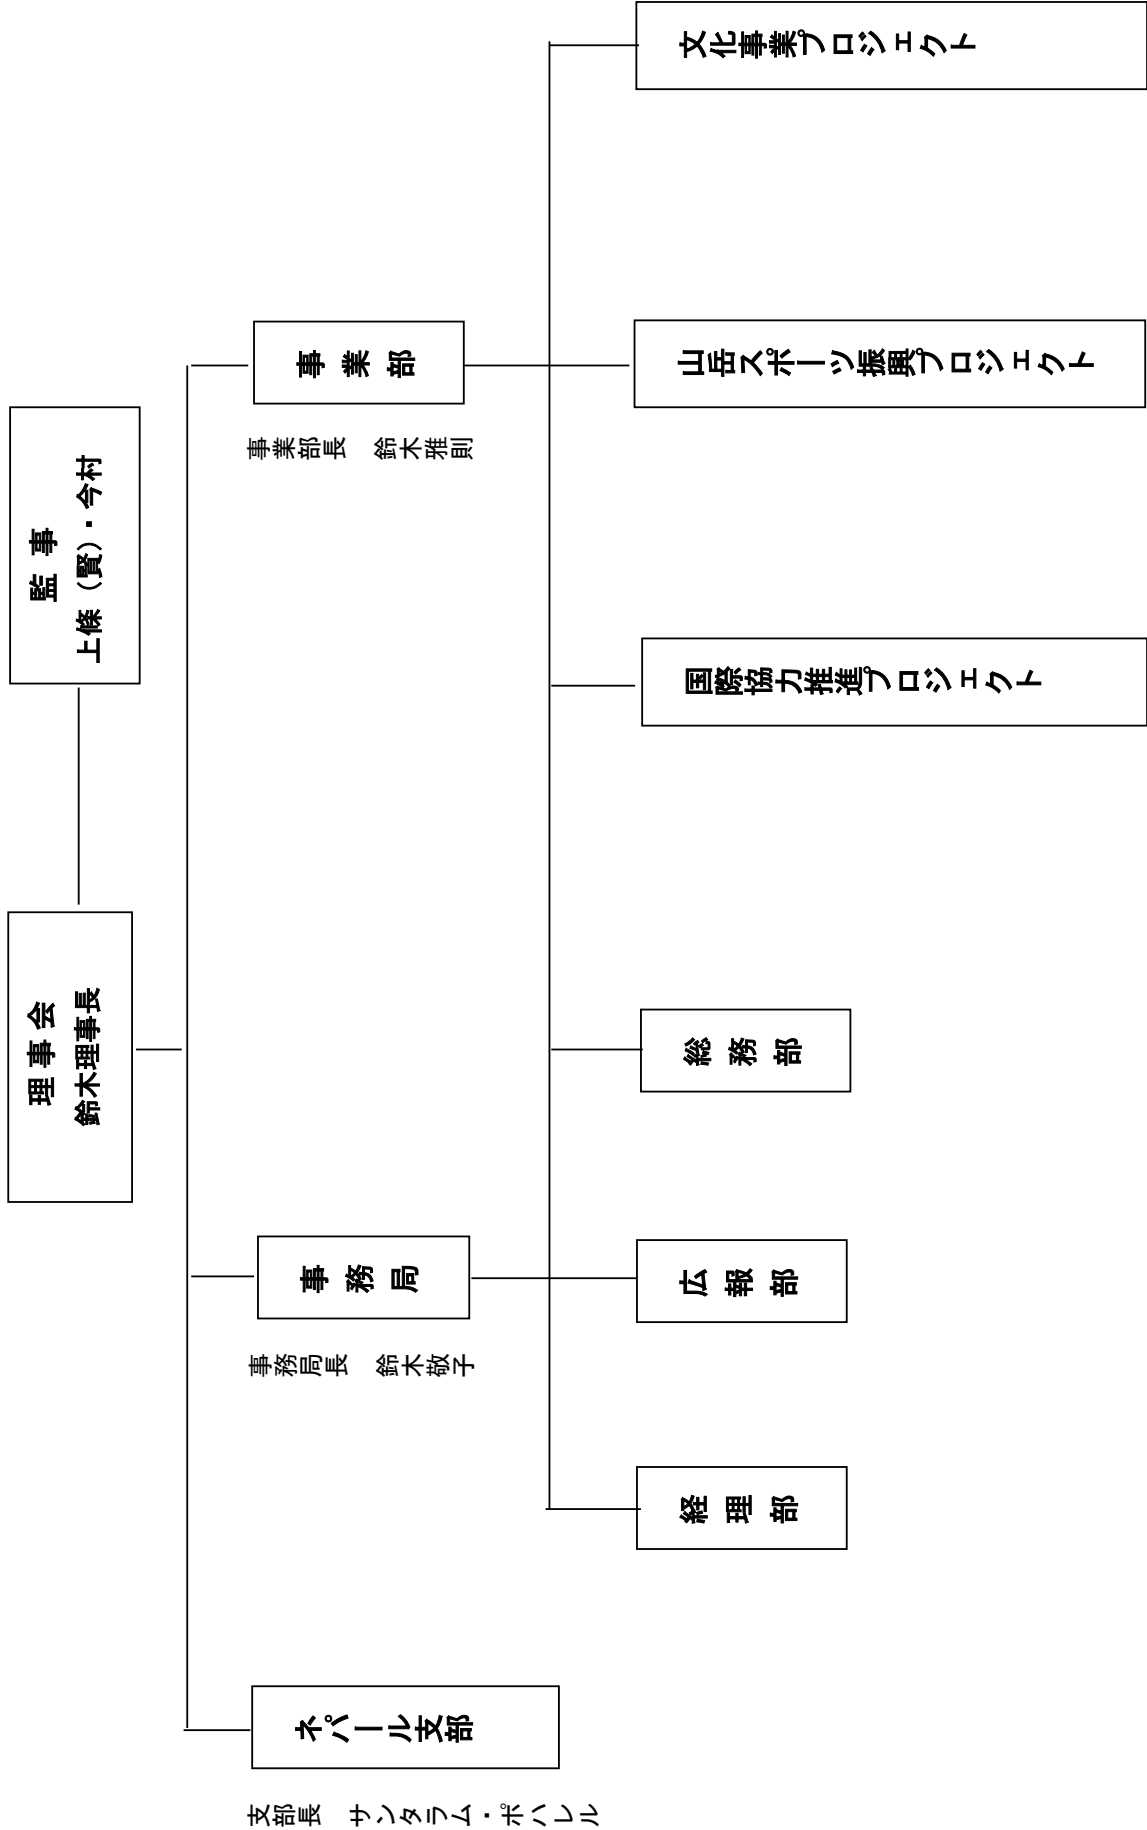 監 事
上條（賢）・今村
理 事 会
鈴木理事長
事 業 部
事業部長　鈴木雅則
事 務 局
事務局長　鈴木敬子
ネパール支部
支部長　サンタラム・ポハレル
文化事業プロジェクト
山岳スポーツ振興プロジェクト
国際協力推進プロジェクト
総 務 部
広 報 部
経 理 部